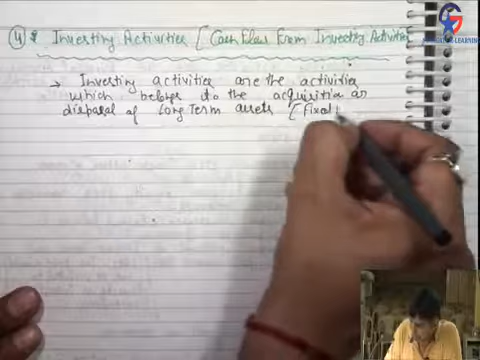 4 Investing Activities [Cash Flows From Investing Activities
→ Investing activities are the activities
which belongs to the acquisition or
disposal of Long Term assets [Fixed